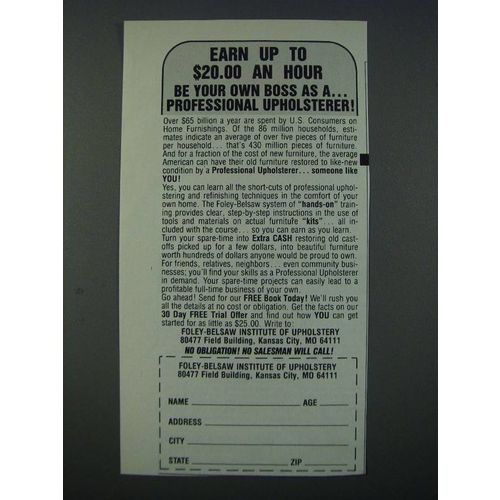 EARN UP TO
$20.00 AN HOUR
BE YOUR OWN BOSS AS A...
PROFESSIONAL UPHOLSTERER!
Over $65 billion a year are spent by U.S. Consumers on
Home Furnishings. Of the 86 million households, esti-
mates indicate an average of over five pieces of furniture
per household... that's 430 million pieces of furniture.
And for a fraction of the cost of new furniture, the average
American can have their old furniture restored to like-new
condition by a Professional Upholsterer... someone like
YOU!
Yes, you can learn all the short-cuts of professional uphol-
stering and refinishing techniques in the comfort of your
own home. The Foley-Belsaw system of "hands-on" train-
ing provides clear, step-by-step instructions in the use of
tools and materials on actual furniture "kits"... all in-
cluded with the course... so you can earn as you learn.
Turn your spare-time into Extra CASH restoring old cast-
offs picked up for a few dollars, into beautiful furniture
worth hundreds of dollars anyone would be proud to own.
For friends, relatives, neighbors... even community busi-
nesses; you'll find your skills as a Professional Upholsterer
in demand. Your spare-time projects can easily lead to a
profitable full-time business of your own.
Go ahead! Send for our FREE Book Today! We'll rush you
all the details at no cost or obligation. Get the facts on our
30 Day FREE Trial Offer and find out how YOU can get
started for as little as $25.00. Write to:
FOLEY-BELSAW INSTITUTE OF UPHOLSTERY
80477 Field Building, Kansas City, MO 64111
NO OBLIGATION! NO SALESMAN WILL CALL!
FOLEY-BELSAW INSTITUTE OF UPHOLSTERY
80477 Field Building, Kansas City, MO 64111
NAME AGE
ADDRESS
CITY
STATE ZIP